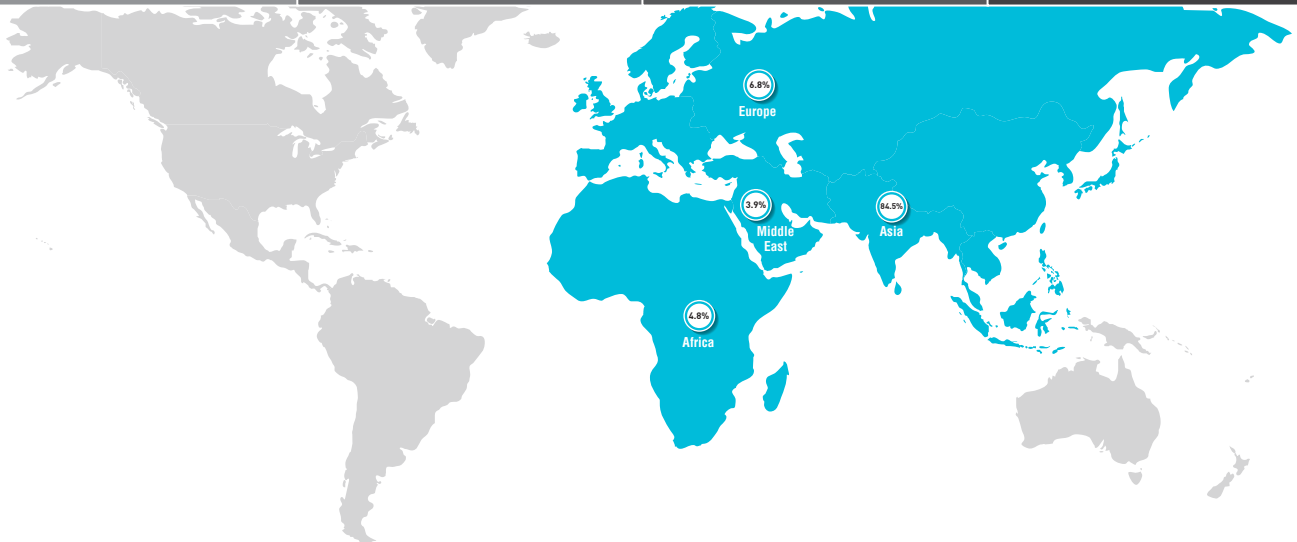 6.8%
Europe
3.9%
Middle
East
84.5%
Asia
4.8%
Africa